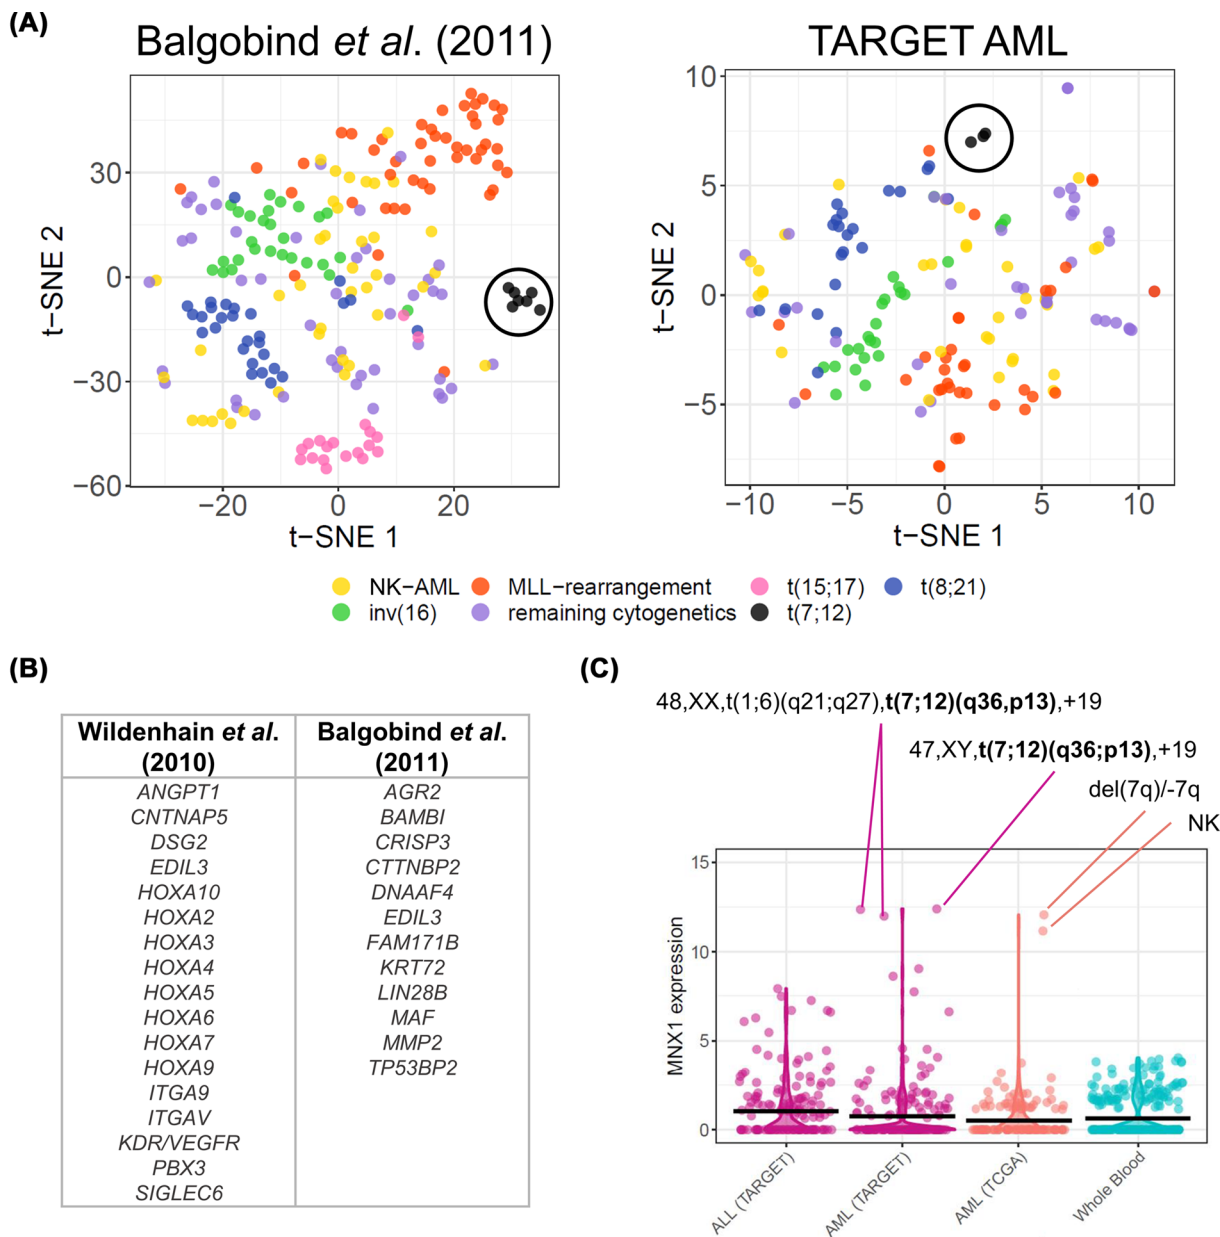 (A)
Balgobind et al. (2011)
TARGET AML
30
0
−30
−60
−20
0
20
t−SNE 2
t−SNE 1
10
5
0
−5
−10
−5
0
5
10
t−SNE 2
t−SNE 1
NK−AML
MLL−rearrangement
t(15;17)
t(8;21)
inv(16)
remaining cytogenetics
t(7;12)
(B)
Wildenhain et al.
(2010)
Balgobind et al.
(2011)
ANGPT1
AGR2
CNTNAP5
BAMBI
DSG2
CRISP3
EDIL3
CTTNBP2
HOXA10
DNAAF4
HOXA2
EDIL3
HOXA3
FAM171B
HOXA4
KRT72
HOXA5
LIN28B
HOXA6
MAF
HOXA7
MMP2
HOXA9
TP53BP2
ITGA9
ITGAV
KDR/VEGFR
PBX3
SIGLEC6
(C)
48,XX,t(1;6)(q21;q27),t(7;12)(q36,p13),+19
47,XY,t(7;12)(q36;p13),+19
del(7q)/-7q
NK
15
10
5
0
MNX1 expression
ALL (TARGET)
AML (TARGET)
AML (TCGA)
Whole Blood